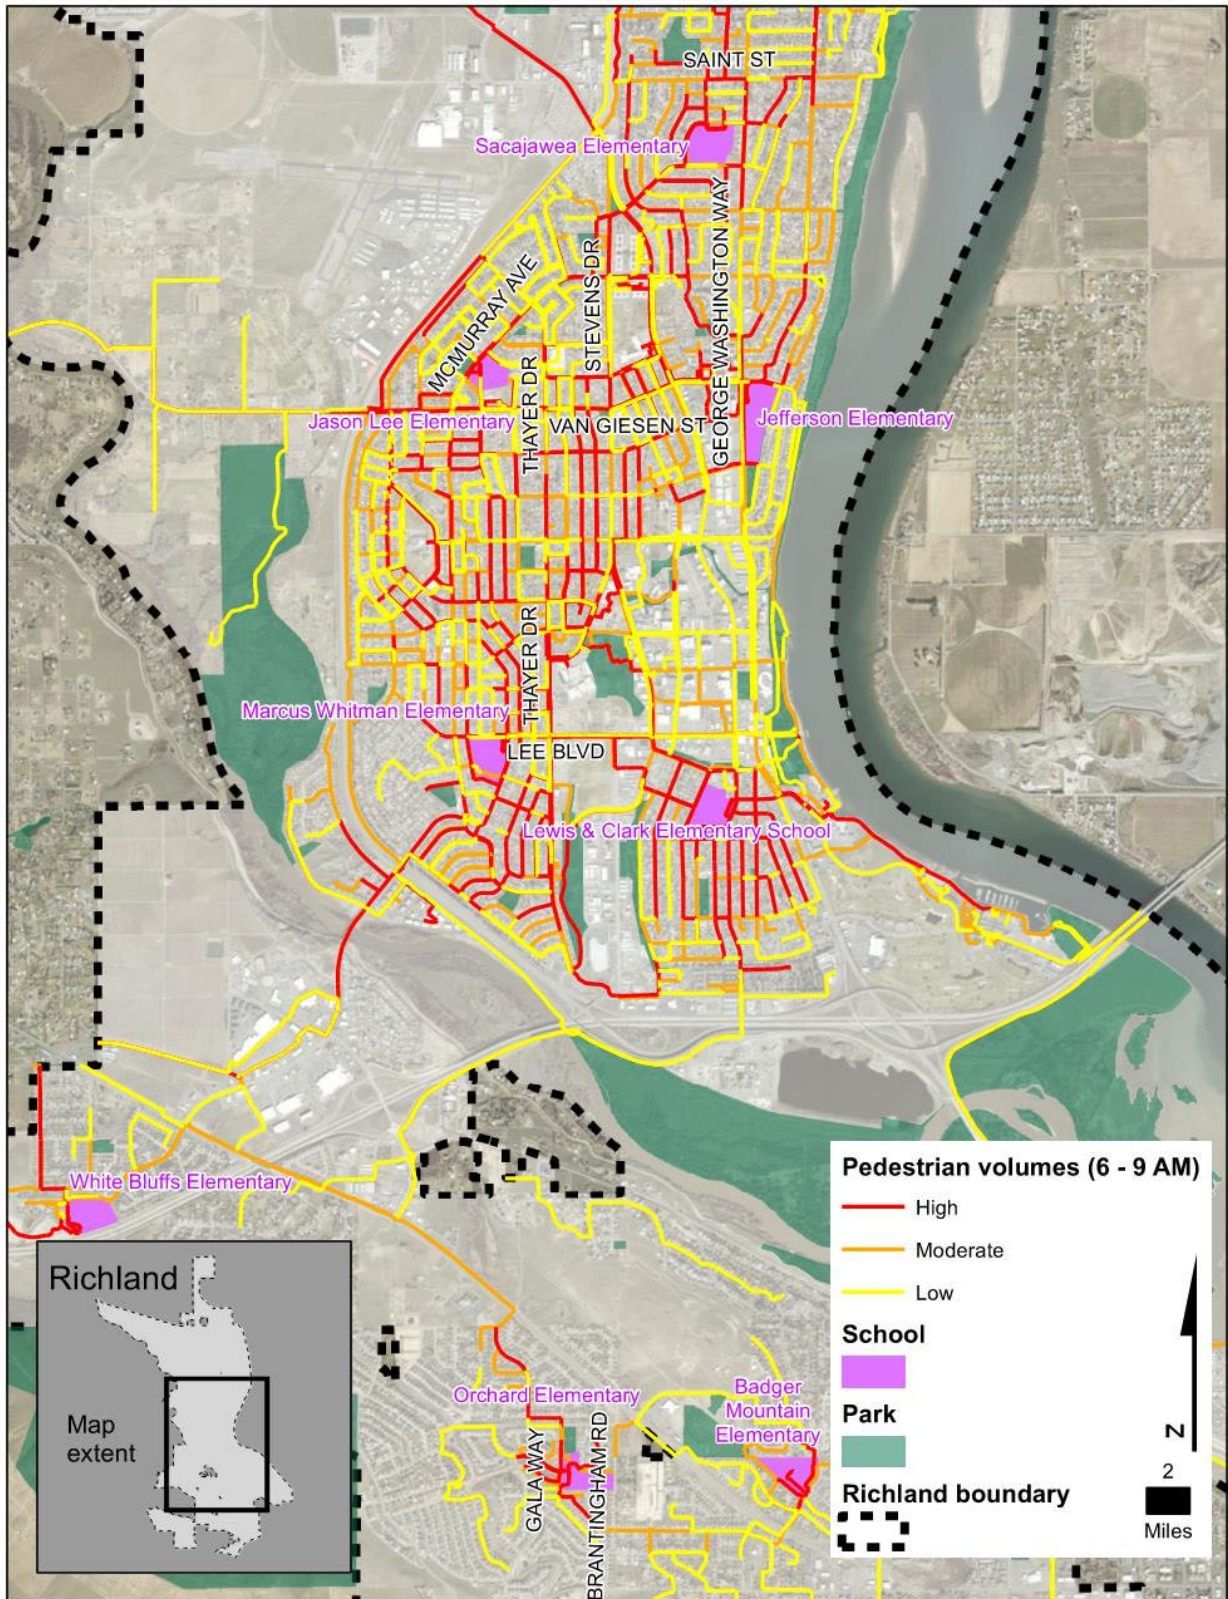 SAINT ST
Sacajawea Elementary
GEORGE WASHINGTON WAY
STEVENS DR
MCMURRAY AVE
THAYER DR
Jason Lee Elementary
VAN GIESEN ST
Jefferson Elementary
THAYER DR
Marcus Whitman Elementary
LEE BLVD
Lewis & Clark Elementary School
White Bluffs Elementary
Pedestrian volumes (6 - 9 AM)
High
Moderate
Low
School
Park
Richland boundary
N
2
Miles
Richland
Map
extent
Orchard Elementary
Badger
Mountain
Elementary
GALA WAY
BRANTINGHAM RD